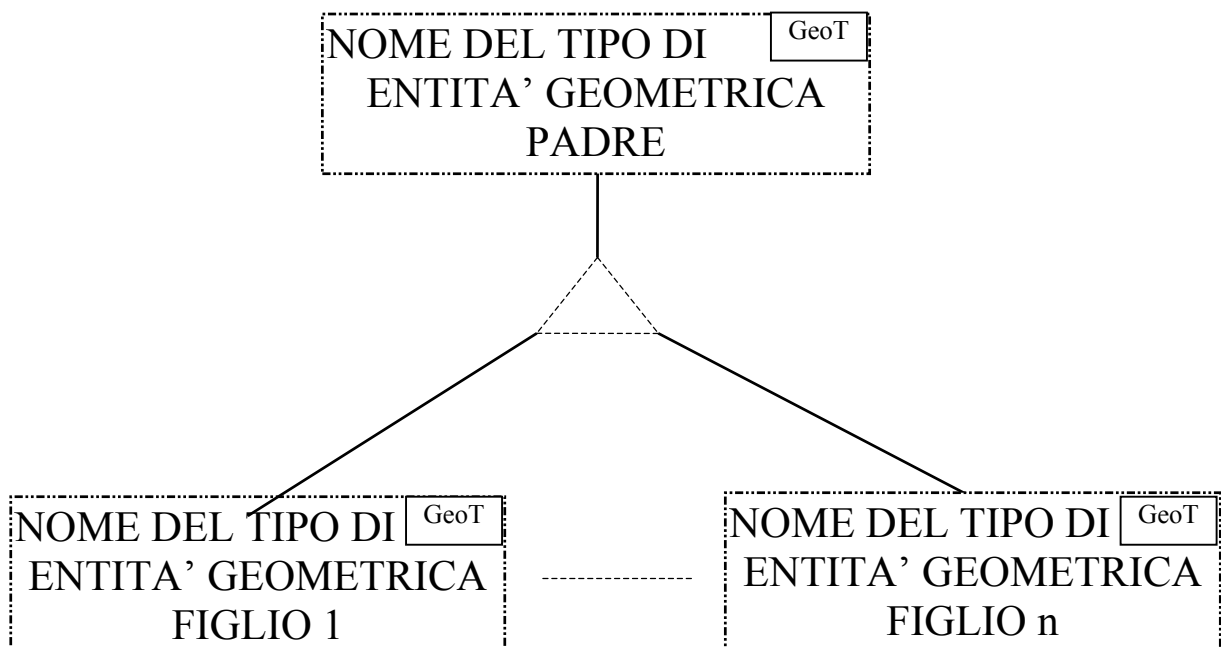 NOME DEL TIPO DI
GeoT
ENTITA’ GEOMETRICA
PADRE
NOME DEL TIPO DI
GeoT
ENTITA’ GEOMETRICA
FIGLIO 1
NOME DEL TIPO DI
GeoT
ENTITA’ GEOMETRICA
FIGLIO n